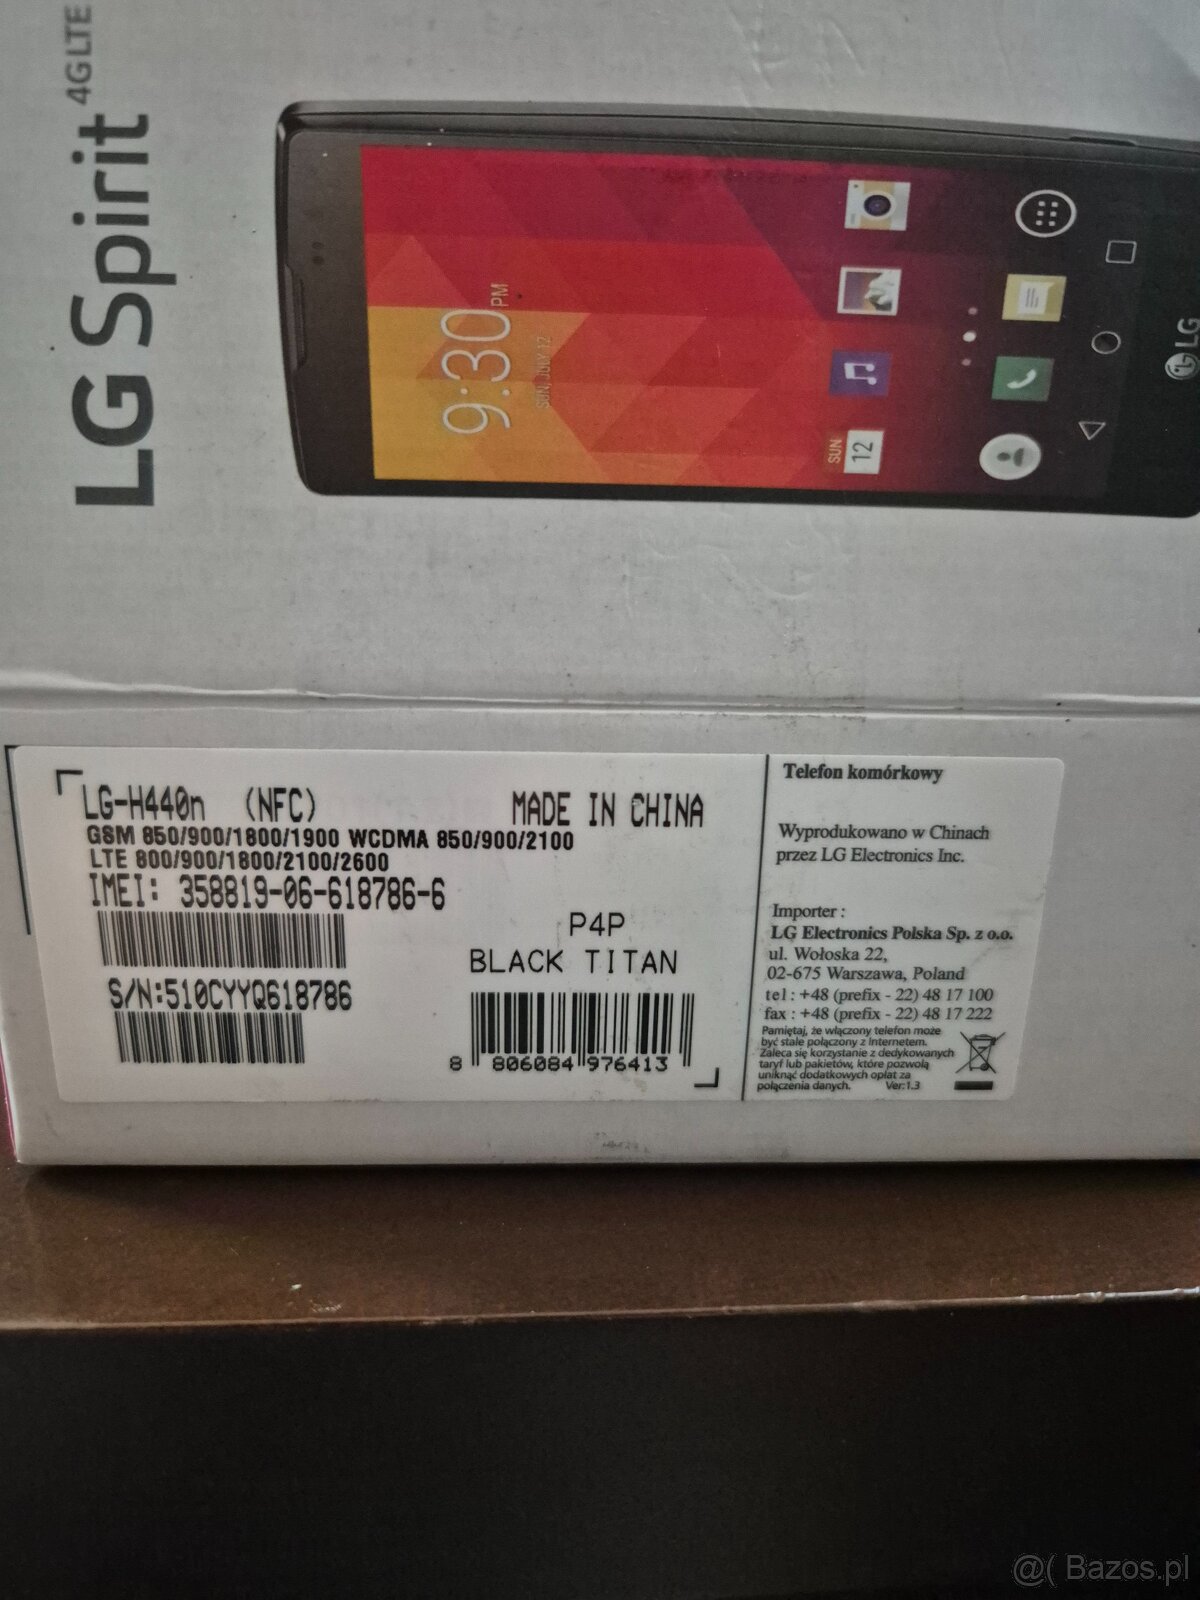 LG Spirit 4G LTE
9:30 PM
SUN, JULY 12
SUN
12
LG
LG-H440n (NFC)
MADE IN CHINA
GSM 850/900/1800/1900 WCDMA 850/900/2100
LTE 800/900/1800/2100/2600
IMEI: 358819-06-618786-6
P4P
BLACK TITAN
S/N:510CYYQ618786
8 806084 976413
Telefon komórkowy
Wyprodukowano w Chinach
przez LG Electronics Inc.
Importer :
LG Electronics Polska Sp. z o.o.
ul. Wołoska 22,
02-675 Warszawa, Poland
tel : +48 (prefix - 22) 48 17 100
fax : +48 (prefix - 22) 48 17 222
Pamiętaj, że włączony telefon może
być stale połączony z Internetem.
Zaleca się korzystanie z dedykowanych
taryf lub pakietów, które pozwolą
uniknąć dodatkowych opłat za
połączenia danych. Ver:1.3
@( Bazos.pl